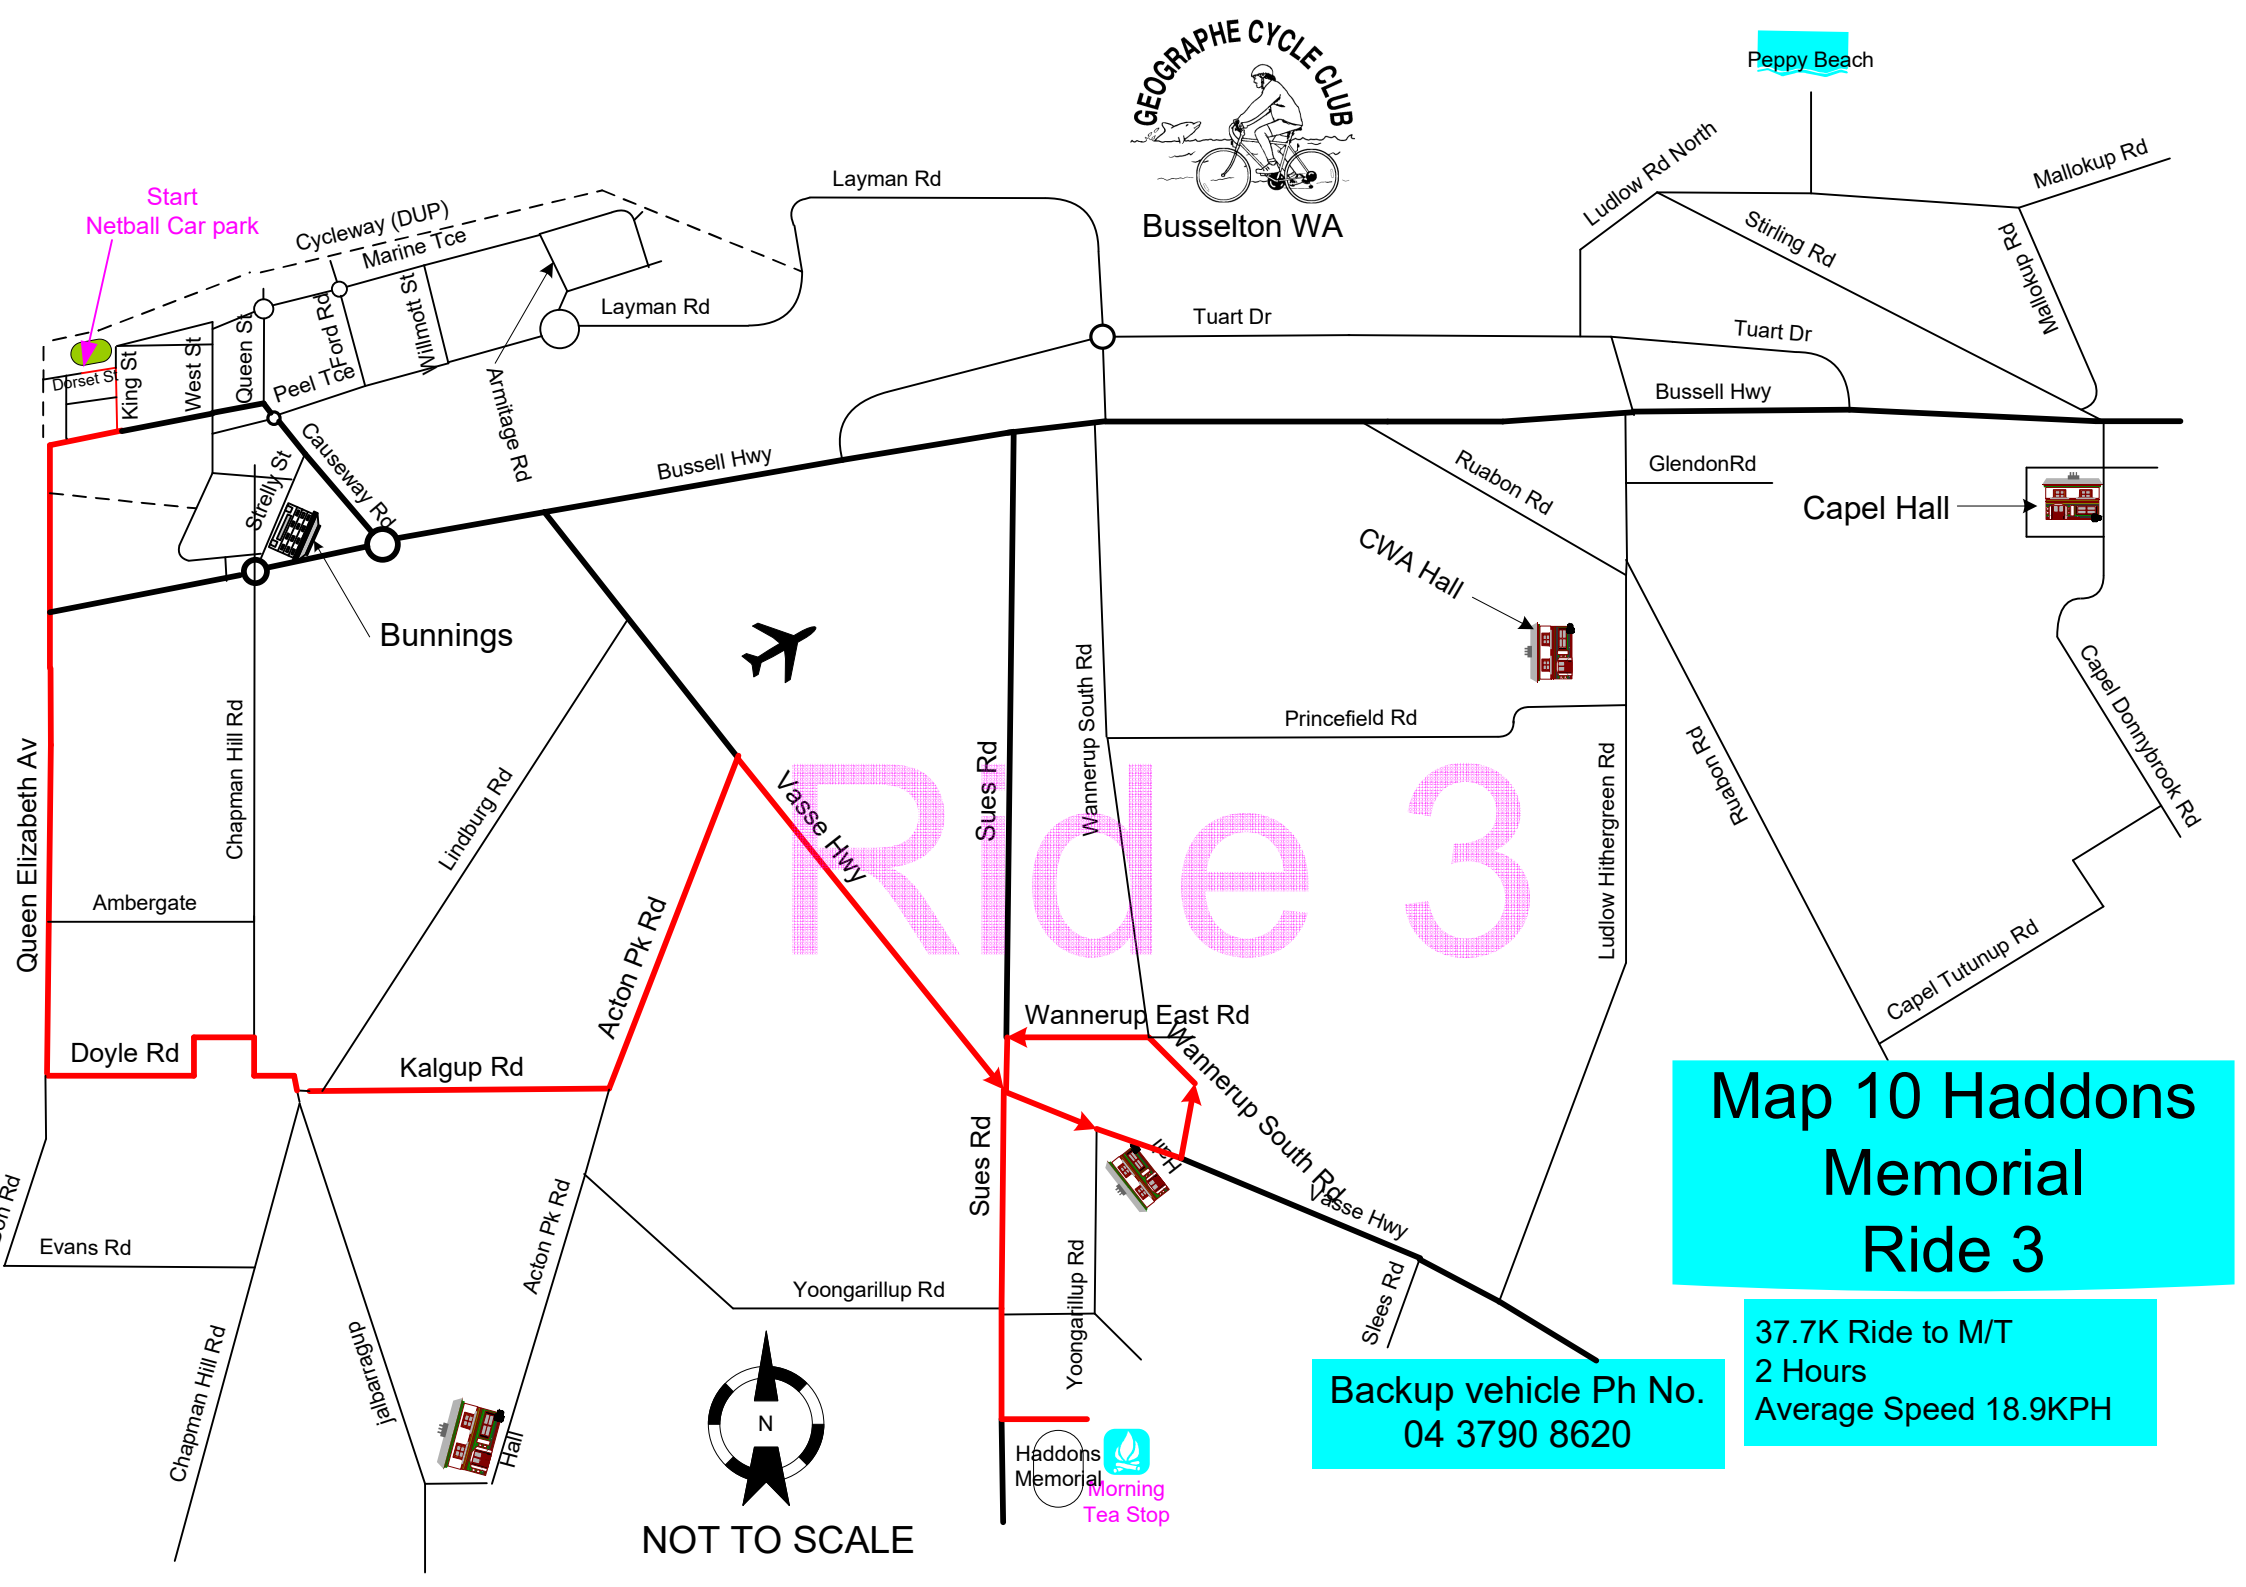 GEOGRAPHE CYCLE CLUB
Busselton WA
Peppy Beach
Ludlow Rd North
Mallokup Rd
Stirling Rd
Mallokup Rd
Layman Rd
Start
Netball Car park
Cycleway (DUP)
Marine Tce
Layman Rd
Tuart Dr
Tuart Dr
Queen St
Ford Rd
Willmott St
King St
West St
Dorset St
Peel Tce
Armitage Rd
Bussell Hwy
Causeway Rd
Strelly St
Bussell Hwy
Ruabon Rd
GlendonRd
Capel Hall
CWA Hall
Bunnings
Queen Elizabeth Av
Chapman Hill Rd
Lindburg Rd
Vasse Hwy
Sues Rd
Wannerup South Rd
Princefield Rd
Ludlow Hithergreen Rd
Ruabon Rd
Capel Donnybrook Rd
Ride 3
Ambergate
Acton Pk Rd
Capel Tutunup Rd
Wannerup East Rd
Wannerup South Rd
Doyle Rd
Kalgup Rd
Map 10 Haddons
Memorial
Ride 3
Sues Rd
Hall
Vasse Hwy
Evans Rd
Acton Pk Rd
Yoongarillup Rd
Yoongarillup Rd
Slees Rd
Chapman Hill Rd
jalbarragup
Hall
N
NOT TO SCALE
Haddons
Memorial
Morning
Tea Stop
Backup vehicle Ph No.
04 3790 8620
37.7K Ride to M/T
2 Hours
Average Speed 18.9KPH